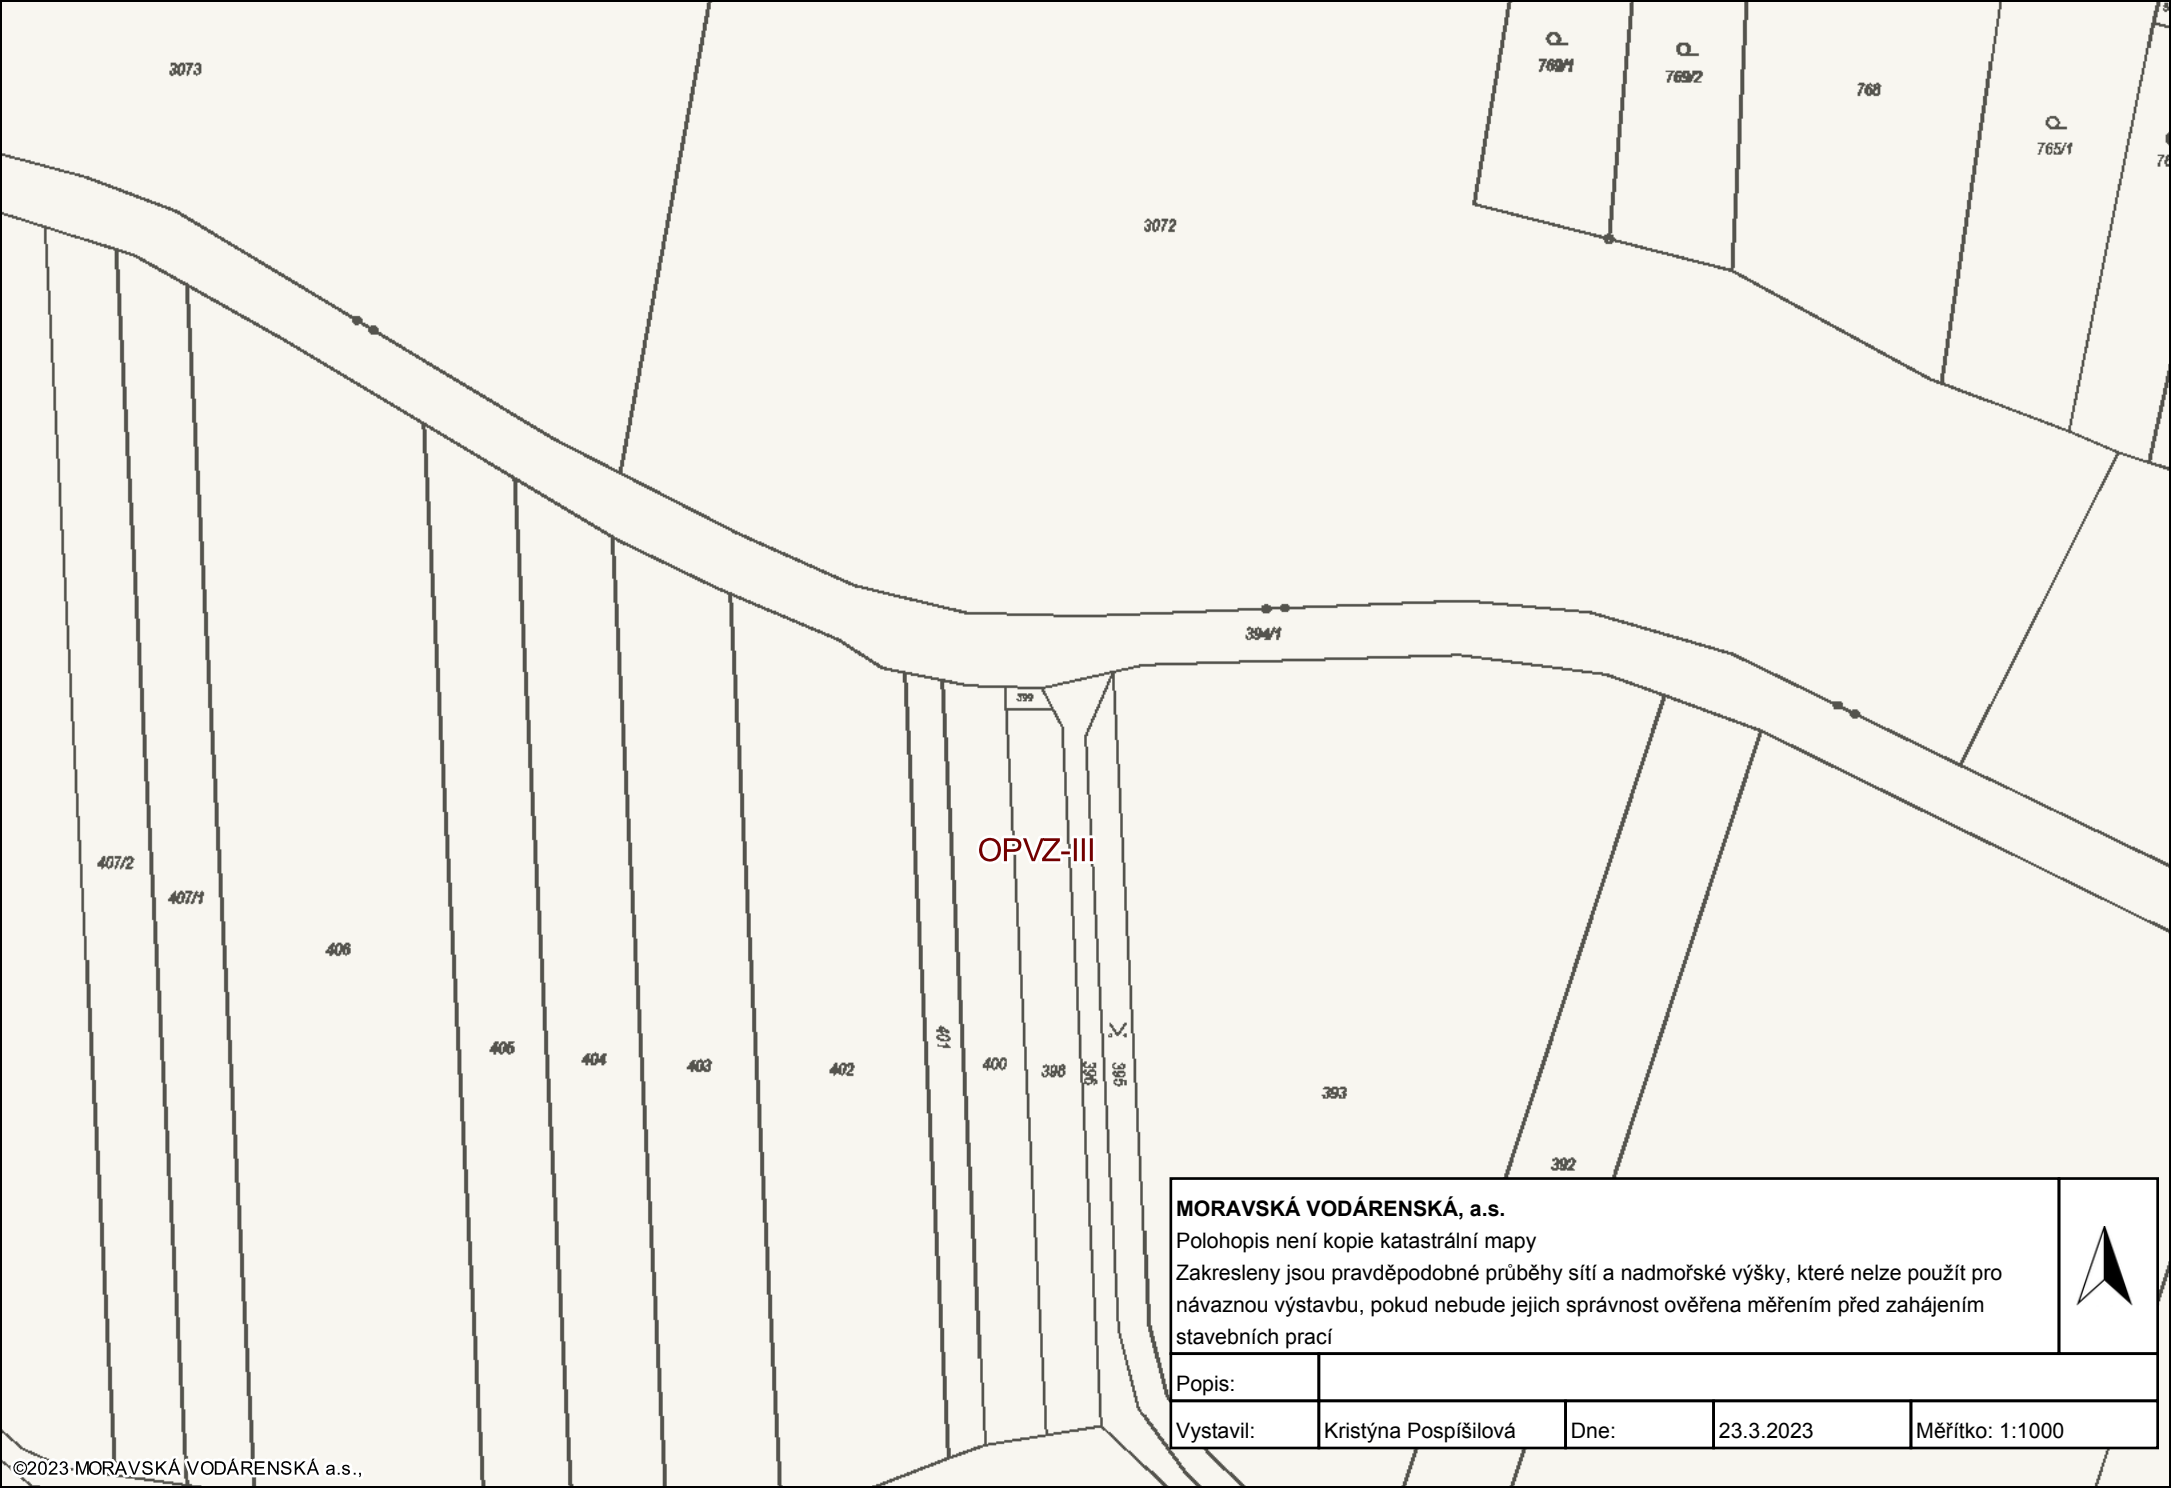 3073
769/1
769/2
768
765/1
3072
394/1
399
OPVZ-III
407/2
407/1
406
405
404
403
402
401
400
398
396
395
393
392
MORAVSKÁ VODÁRENSKÁ, a.s.
Polohopis není kopie katastrální mapy
Zakresleny jsou pravděpodobné průběhy sítí a nadmořské výšky, které nelze použít pro
návaznou výstavbu, pokud nebude jejich správnost ověřena měřením před zahájením
stavebních prací
Popis:
Vystavil: Kristýna Pospíšilová Dne: 23.3.2023 Měřítko: 1:1000
©2023 MORAVSKÁ VODÁRENSKÁ a.s.,